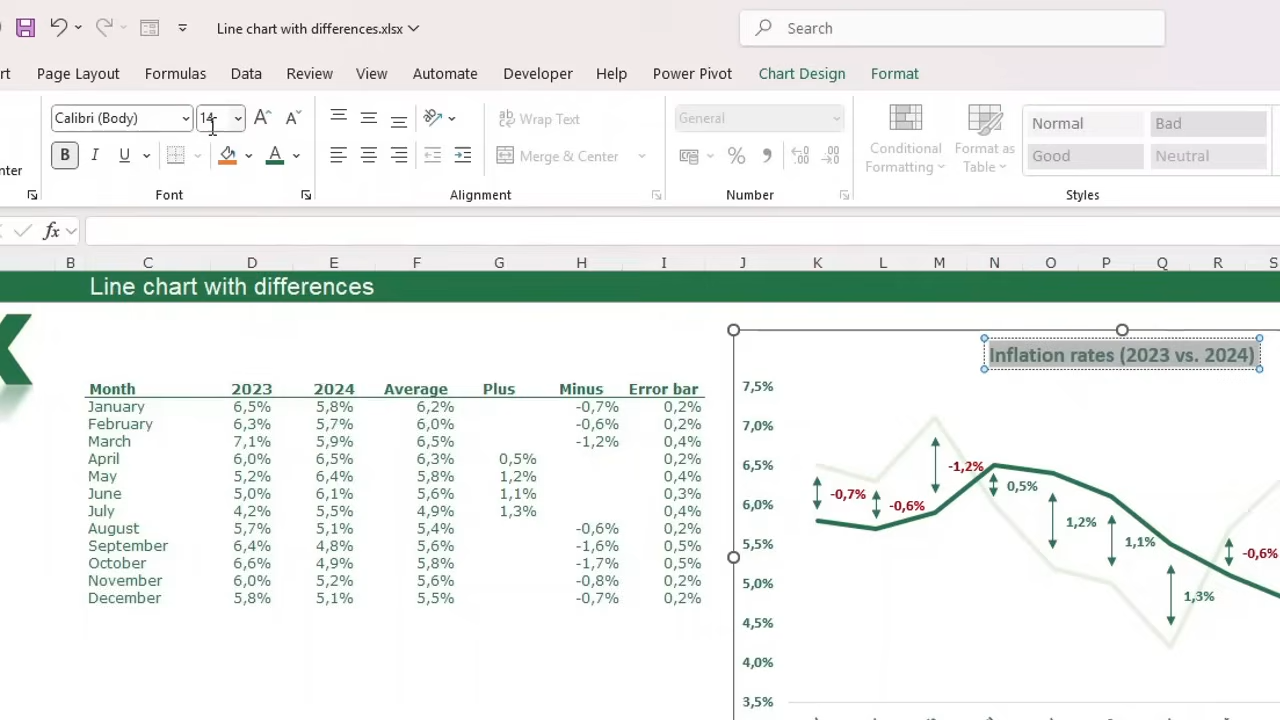 Line chart with differences.xlsx
Search
Page Layout Formulas Data Review View Automate Developer Help Power Pivot Chart Design Format
Calibri (Body) 14 ab Wrap Text General Conditional Formatting Format as Table Normal Bad
B I U A Merge & Center % Good Neutral
Font Alignment Number Styles
fx
B C D E F G H I J K L M N O P Q R S
Line chart with differences
Month 2023 2024 Average Plus Minus Error bar
January 6,5% 5,8% 6,2% -0,7% 0,2%
February 6,3% 5,7% 6,0% -0,6% 0,2%
March 7,1% 5,9% 6,5% -1,2% 0,4%
April 6,0% 6,5% 6,3% 0,5% 0,2%
May 5,2% 6,4% 5,8% 1,2% 0,4%
June 5,0% 6,1% 5,6% 1,1% 0,3%
July 4,2% 5,5% 4,9% 1,3% 0,4%
August 5,7% 5,1% 5,4% -0,6% 0,2%
September 6,4% 4,8% 5,6% -1,6% 0,5%
October 6,6% 4,9% 5,8% -1,7% 0,5%
November 6,0% 5,2% 5,6% -0,8% 0,2%
December 5,8% 5,1% 5,5% -0,7% 0,2%
Inflation rates (2023 vs. 2024)
7,5%
7,0%
6,5%
6,0%
5,5%
5,0%
4,5%
4,0%
3,5%
-0,7%
-0,6%
-1,2%
0,5%
1,2%
1,1%
1,3%
-0,6%